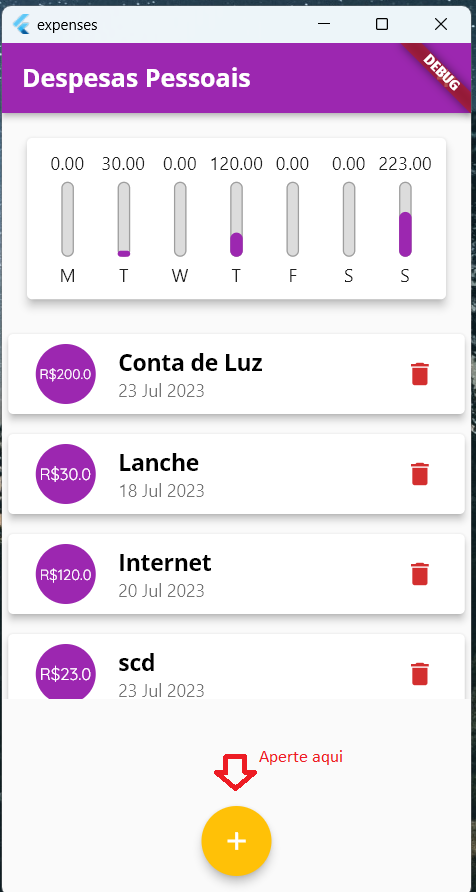 expenses
Despesas Pessoais
DEBUG
0.00 30.00 0.00 120.00 0.00 0.00 223.00
M T W T F S S
R$200.0
Conta de Luz
23 Jul 2023
R$30.0
Lanche
18 Jul 2023
R$120.0
Internet
20 Jul 2023
R$23.0
scd
23 Jul 2023
Aperte aqui
+